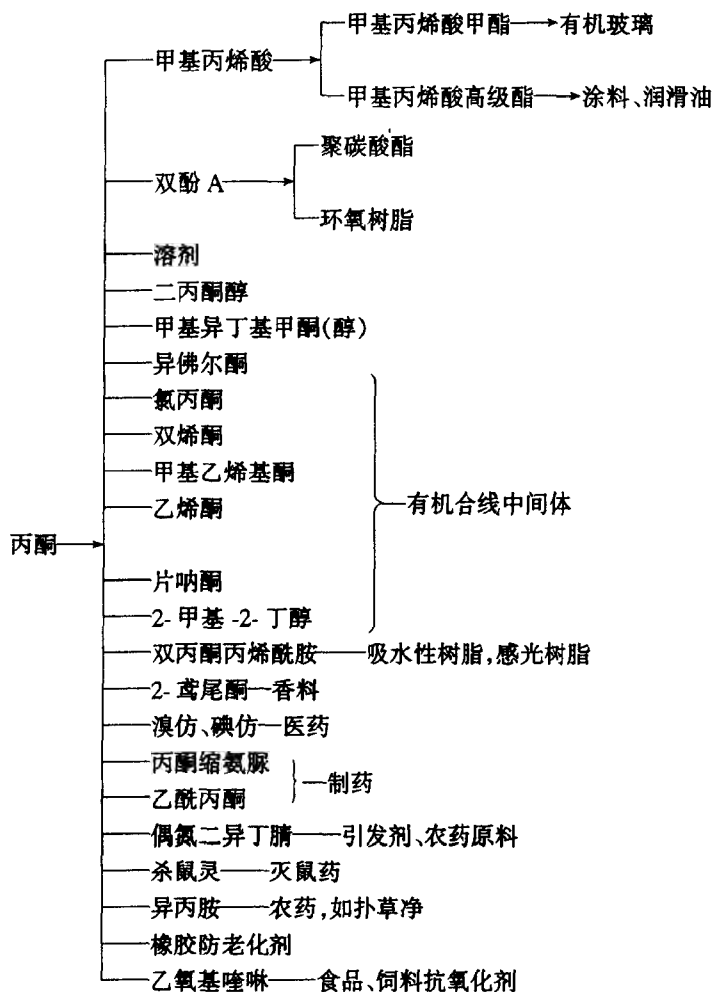 甲基丙烯酸甲酯 有机玻璃
甲基丙烯酸
甲基丙烯酸高级酯 涂料、润滑油
聚碳酸酯
双酚 A
环氧树脂
溶剂
二丙酮醇
甲基异丁基甲酮(醇)
异佛尔酮
氯丙酮
双烯酮
甲基乙烯基酮
乙烯酮
有机合线中间体
丙酮
片呐酮
2-甲基-2-丁醇
双丙酮丙烯酰胺 吸水性树脂,感光树脂
2-鸢尾酮 香料
溴仿、碘仿 医药
丙酮缩氨脲
制药
乙酰丙酮
偶氮二异丁腈 引发剂、农药原料
杀鼠灵 灭鼠药
异丙胺 农药,如扑草净
橡胶防老化剂
乙氧基喹啉 食品、饲料抗氧化剂